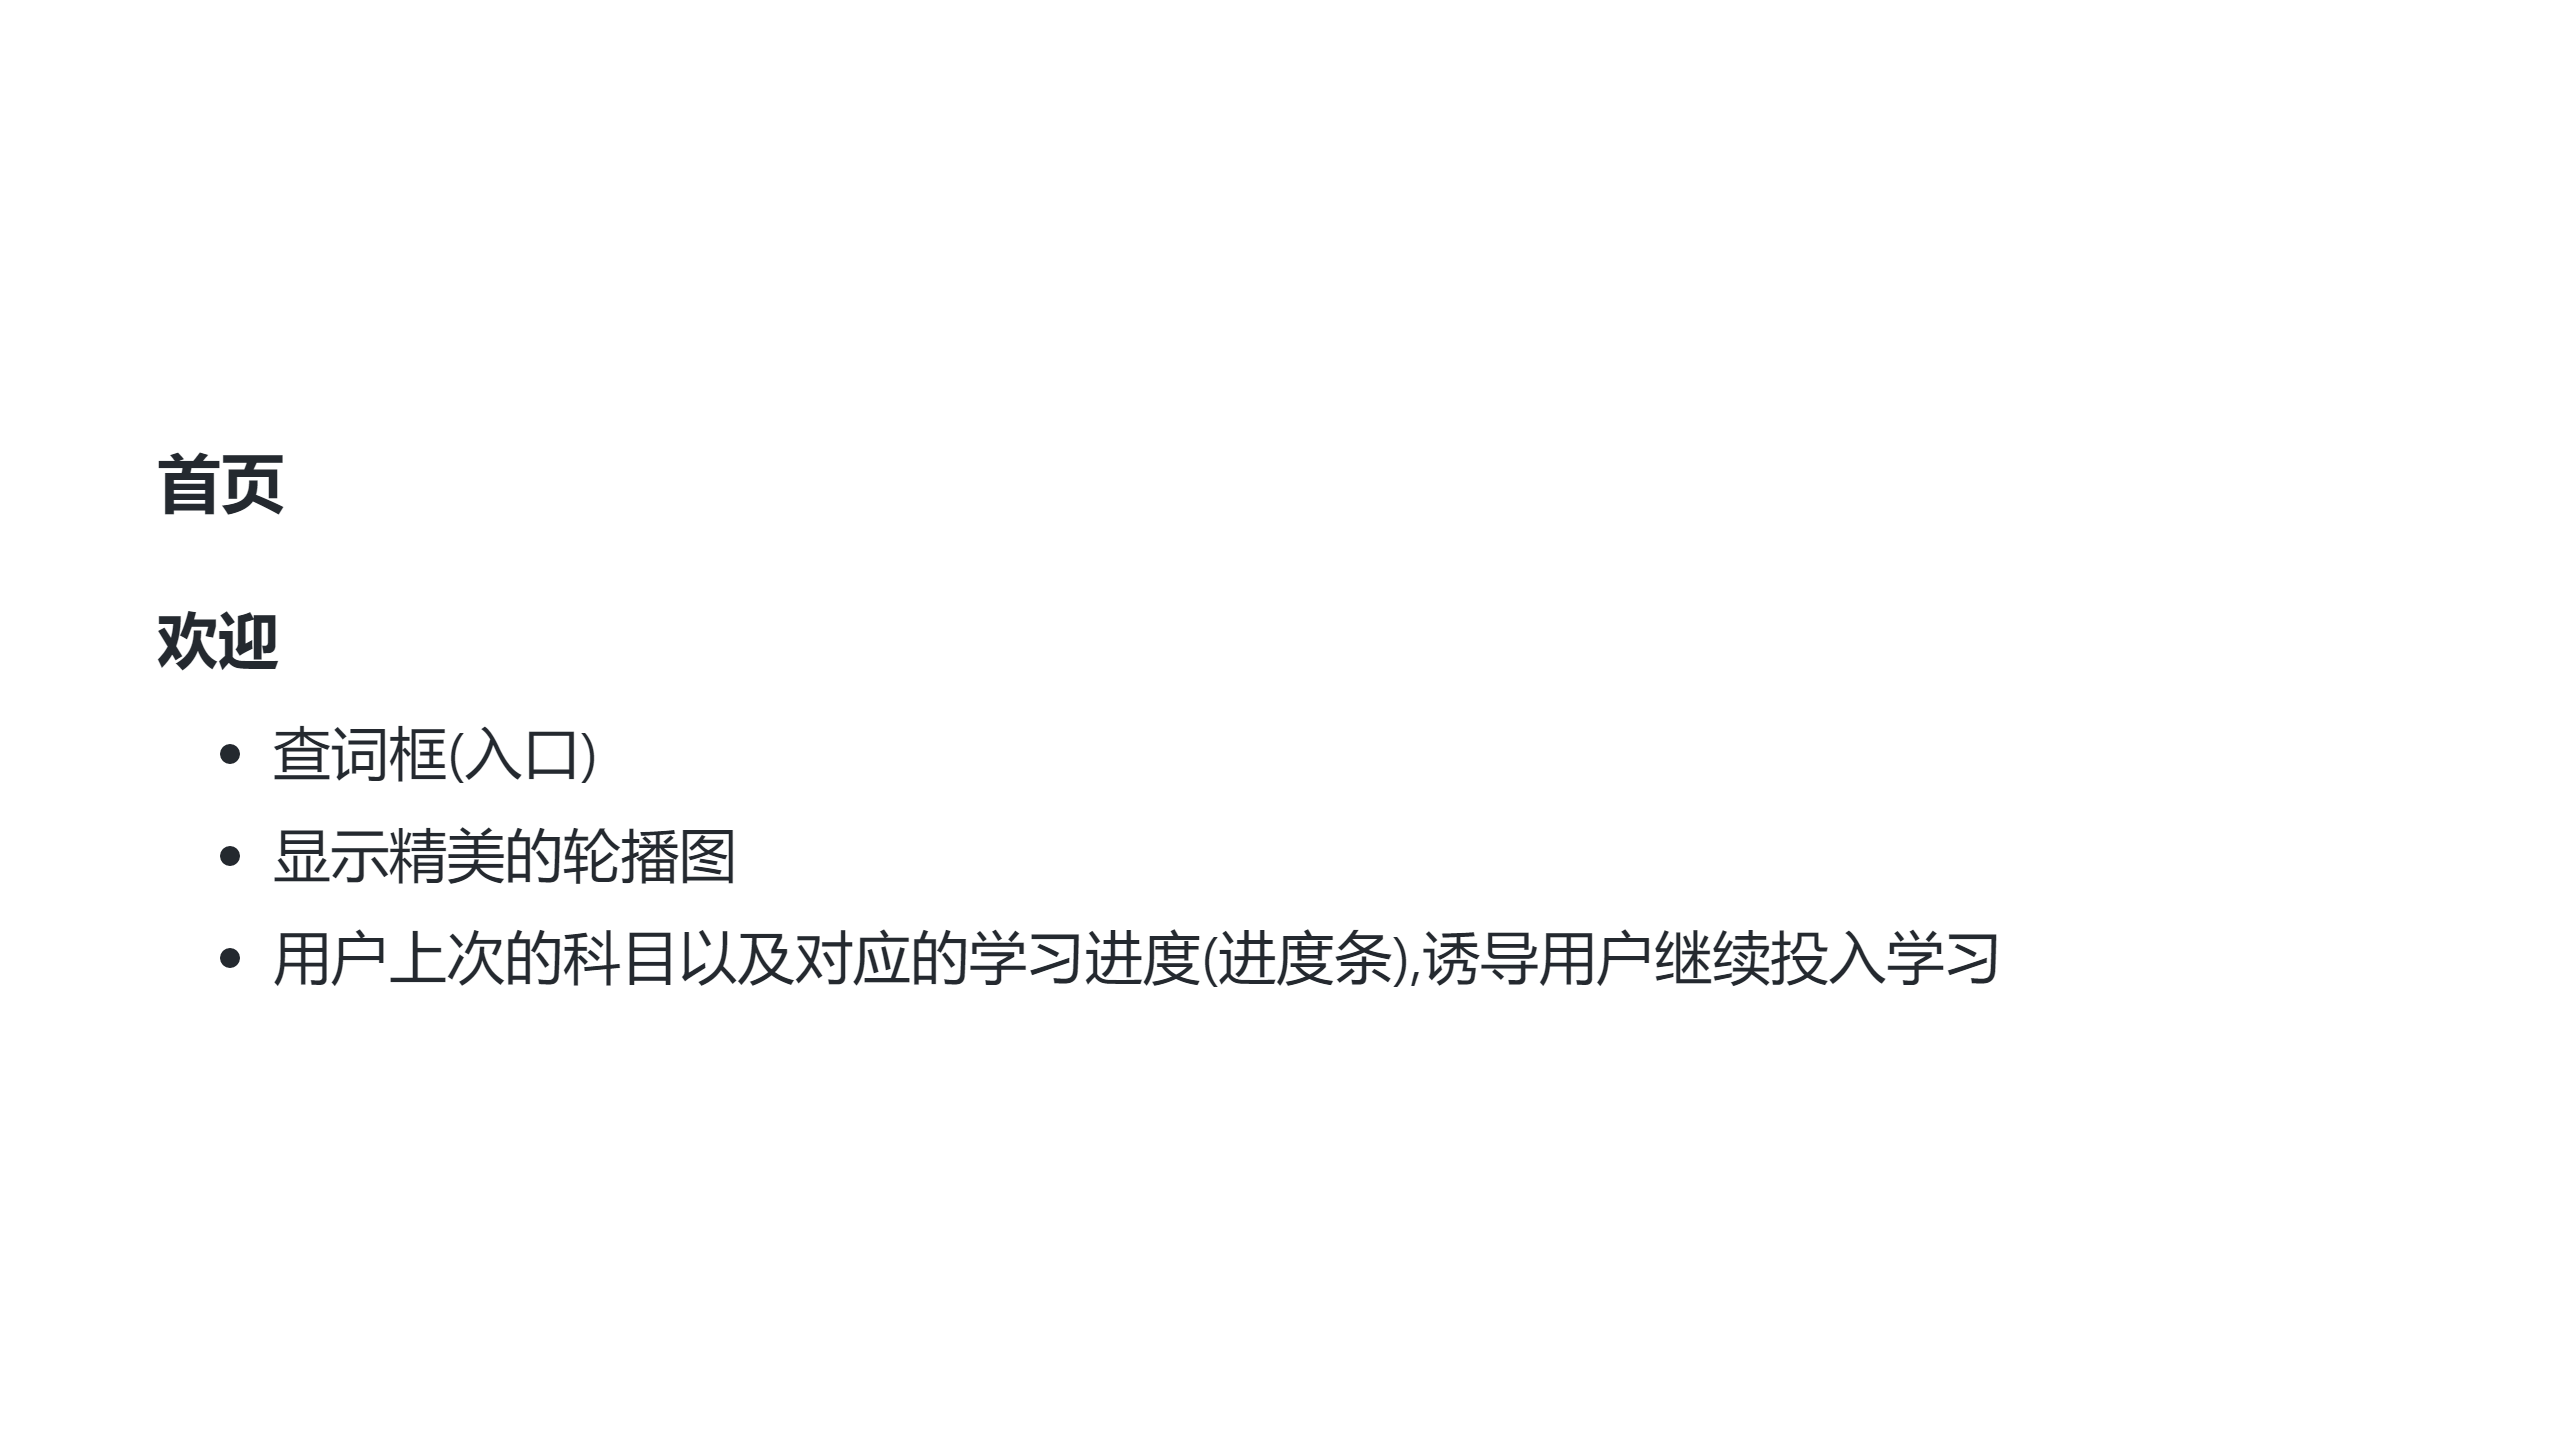 首页
欢迎
查词框(入口)
显示精美的轮播图
用户上次的科目以及对应的学习进度(进度条),诱导用户继续投入学习